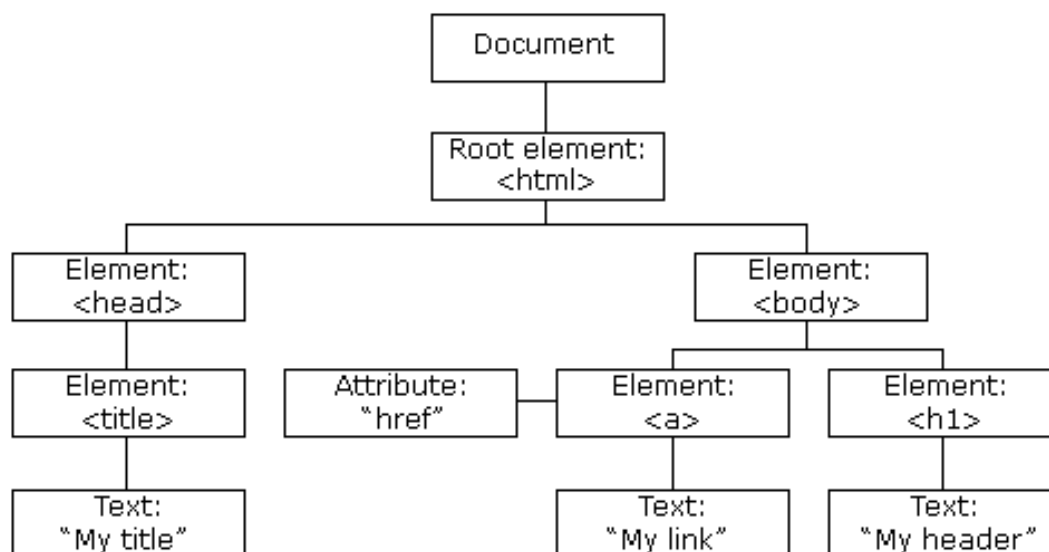 Document
Root element:
<html>
Element:
<head>
Element:
<body>
Element:
<title>
Attribute:
“href”
Element:
<a>
Element:
<h1>
Text:
“My title”
Text:
“My link”
Text:
“My header”